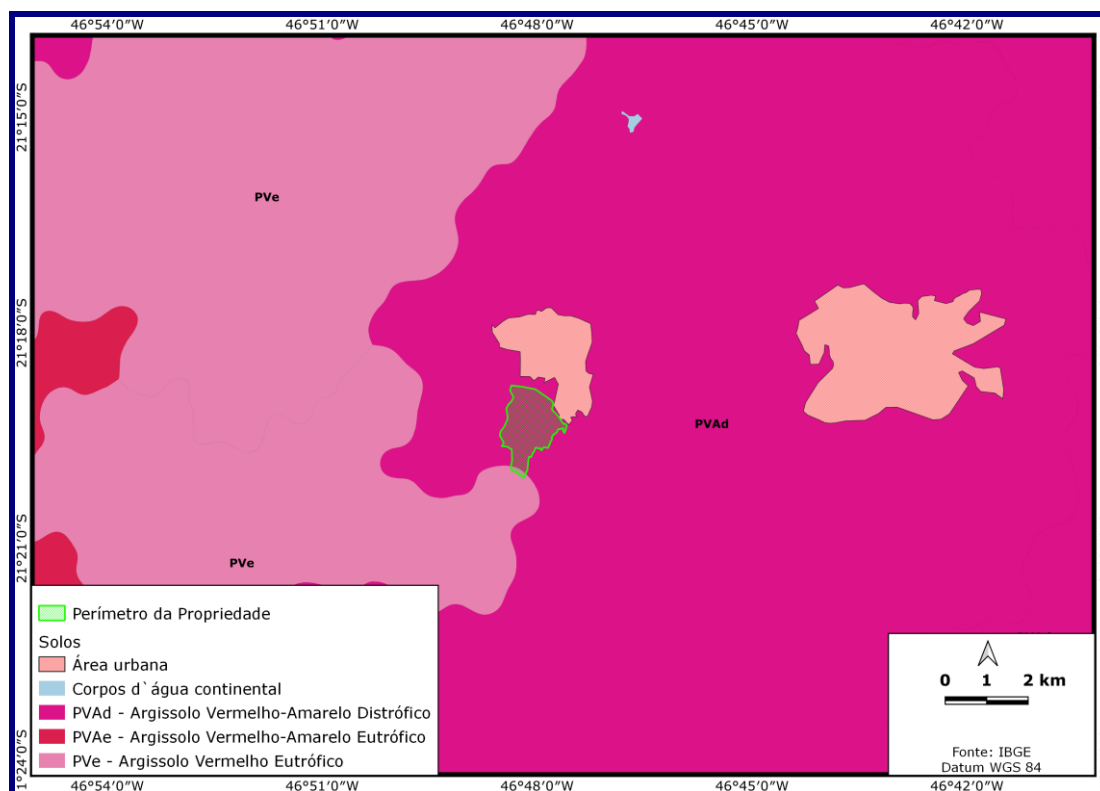 46°54′0″W 46°51′0″W 46°48′0″W 46°45′0″W 46°42′0″W
21°15′0″S
21°18′0″S
21°21′0″S
1°24′0″S
PVe
PVAd
PVe
Perímetro da Propriedade
Solos
Área urbana
Corpos d`água continental
PVAd - Argissolo Vermelho-Amarelo Distrófico
PVAe - Argissolo Vermelho-Amarelo Eutrófico
PVe - Argissolo Vermelho Eutrófico
0 1 2 km
Fonte: IBGE
Datum WGS 84
46°54′0″W 46°51′0″W 46°48′0″W 46°45′0″W 46°42′0″W